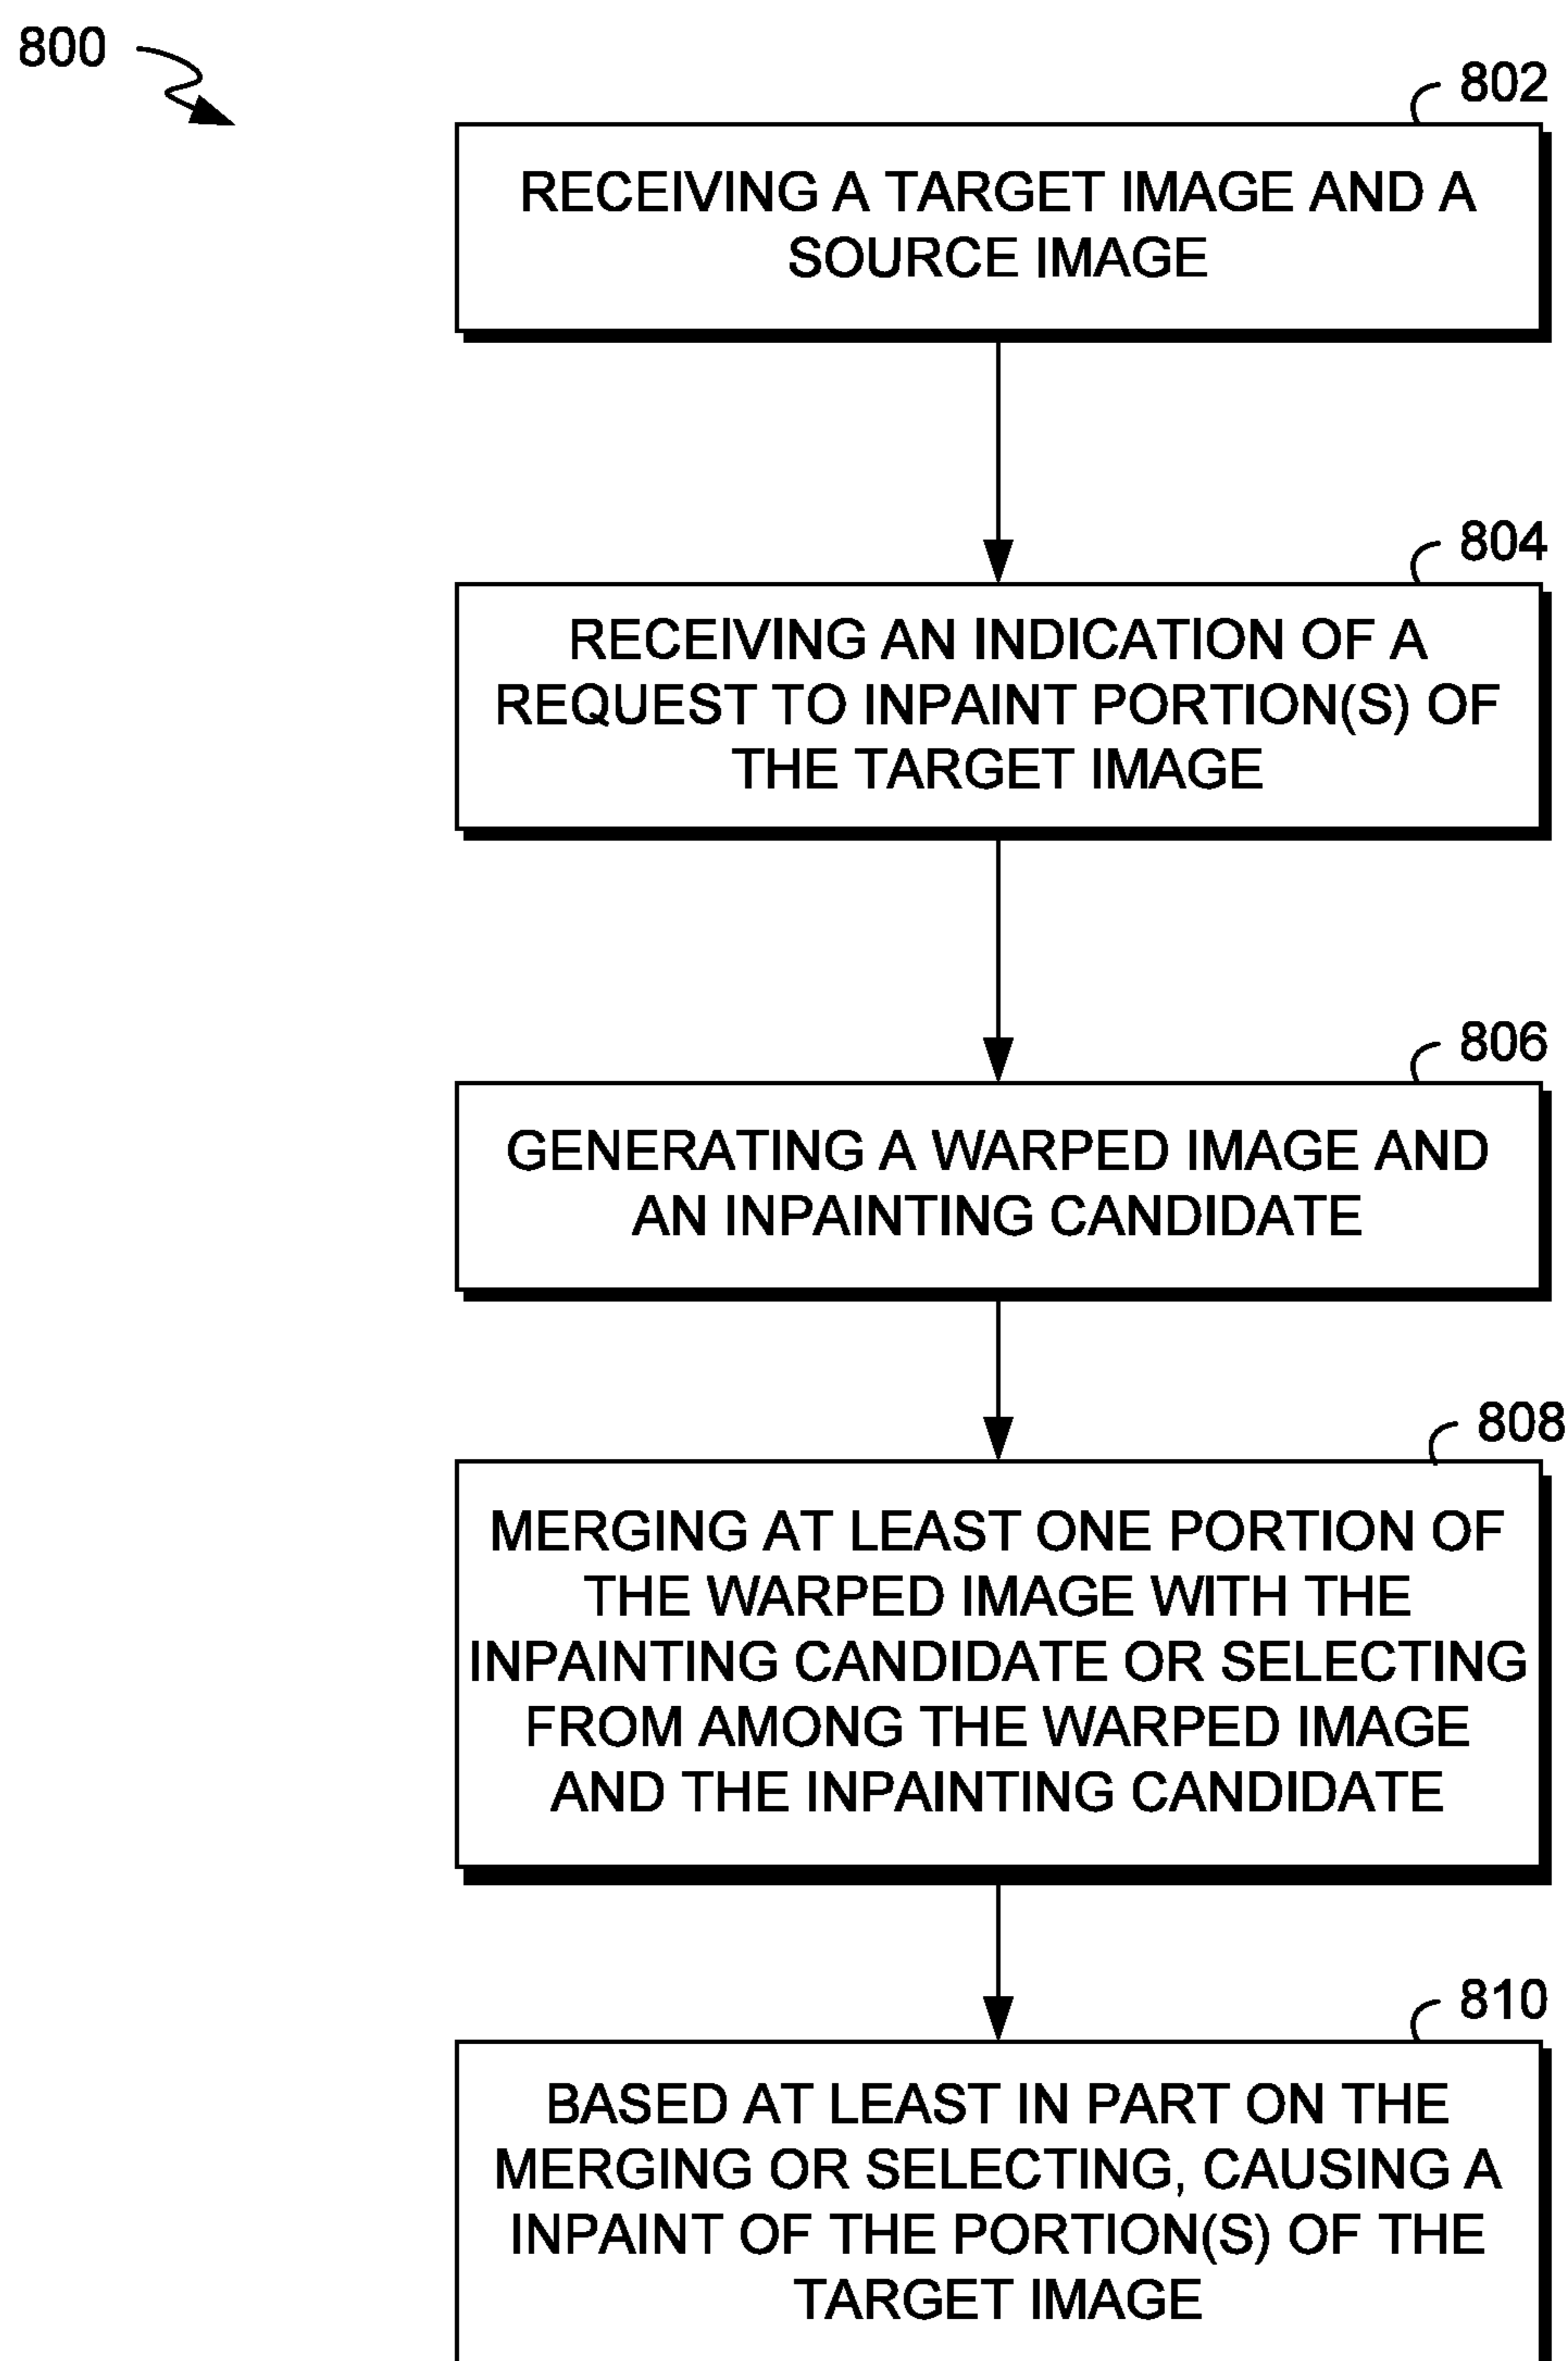 800
802
RECEIVING A TARGET IMAGE AND A
SOURCE IMAGE
804
RECEIVING AN INDICATION OF A
REQUEST TO INPAINT PORTION(S) OF
THE TARGET IMAGE
806
GENERATING A WARPED IMAGE AND
AN INPAINTING CANDIDATE
808
MERGING AT LEAST ONE PORTION OF
THE WARPED IMAGE WITH THE
INPAINTING CANDIDATE OR SELECTING
FROM AMONG THE WARPED IMAGE
AND THE INPAINTING CANDIDATE
810
BASED AT LEAST IN PART ON THE
MERGING OR SELECTING, CAUSING A
INPAINT OF THE PORTION(S) OF THE
TARGET IMAGE